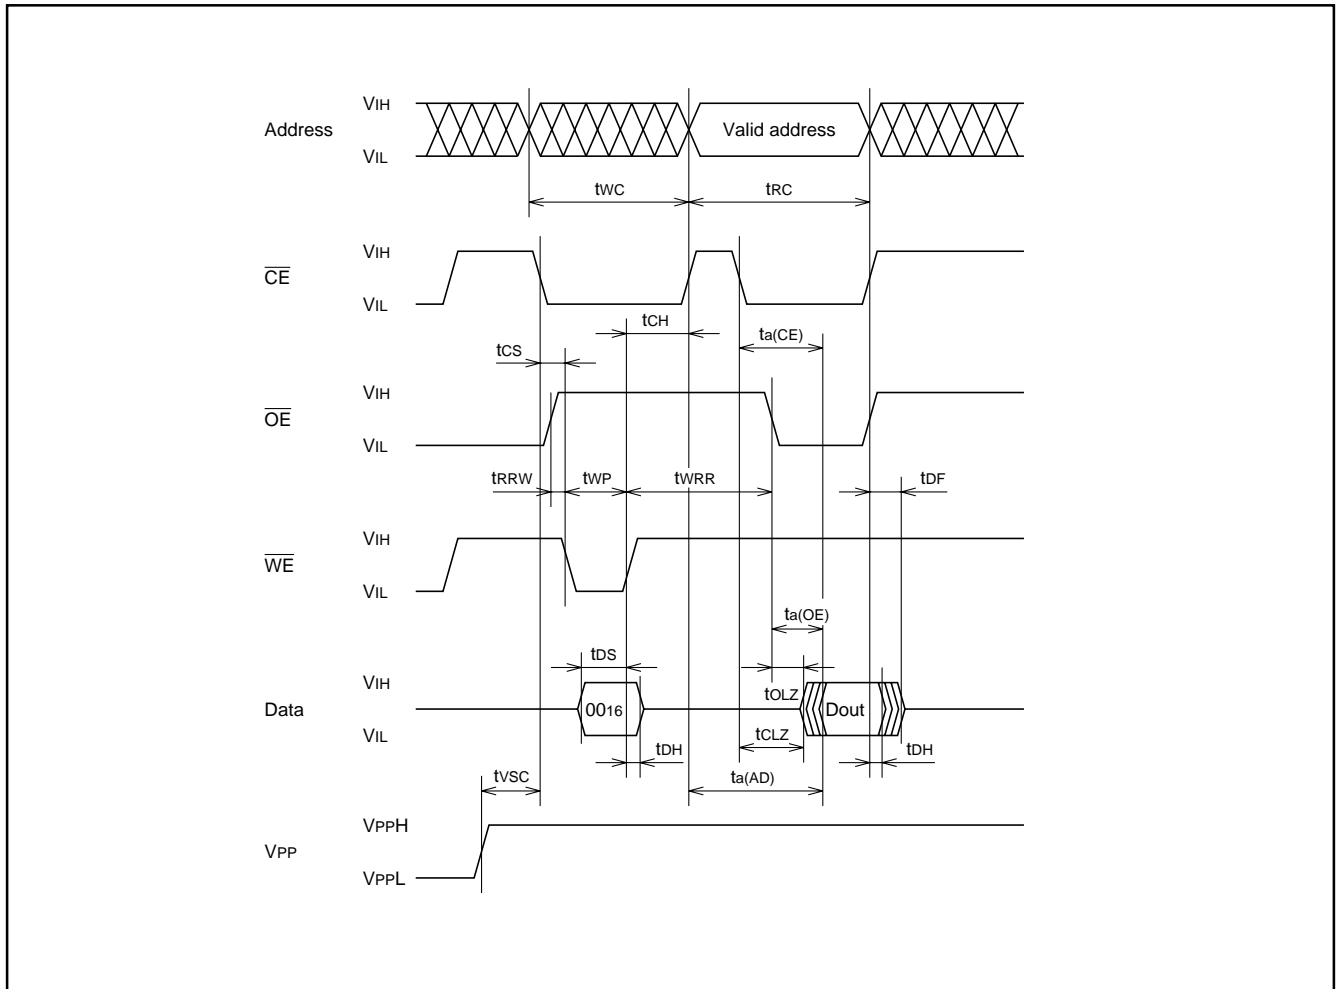 VIH
Address
Valid address
VIL
tWC
tRC
VIH
CE
VIL
tCH
ta(CE)
tCS
VIH
OE
VIL
tRRW
tWP
tWRR
tDF
VIH
WE
VIL
ta(OE)
tDS
VIH
tOLZ
Data
0016
Dout
VIL
tCLZ
tDH
tDH
tVSC
ta(AD)
VPPH
VPP
VPPL